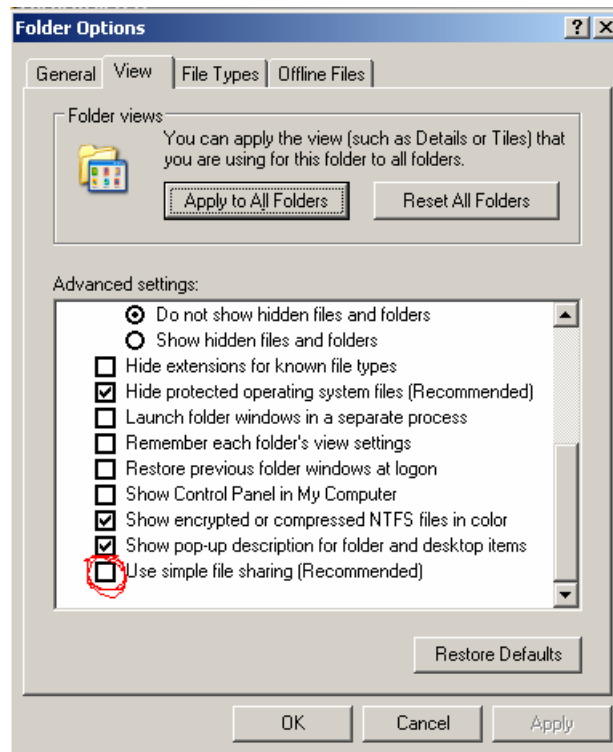 Folder Options
General View File Types Offline Files
Folder views
You can apply the view (such as Details or Tiles) that
you are using for this folder to all folders.
Apply to All Folders Reset All Folders
Advanced settings:
Do not show hidden files and folders
Show hidden files and folders
Hide extensions for known file types
Hide protected operating system files (Recommended)
Launch folder windows in a separate process
Remember each folder's view settings
Restore previous folder windows at logon
Show Control Panel in My Computer
Show encrypted or compressed NTFS files in color
Show pop-up description for folder and desktop items
Use simple file sharing (Recommended)
Restore Defaults
OK Cancel Apply